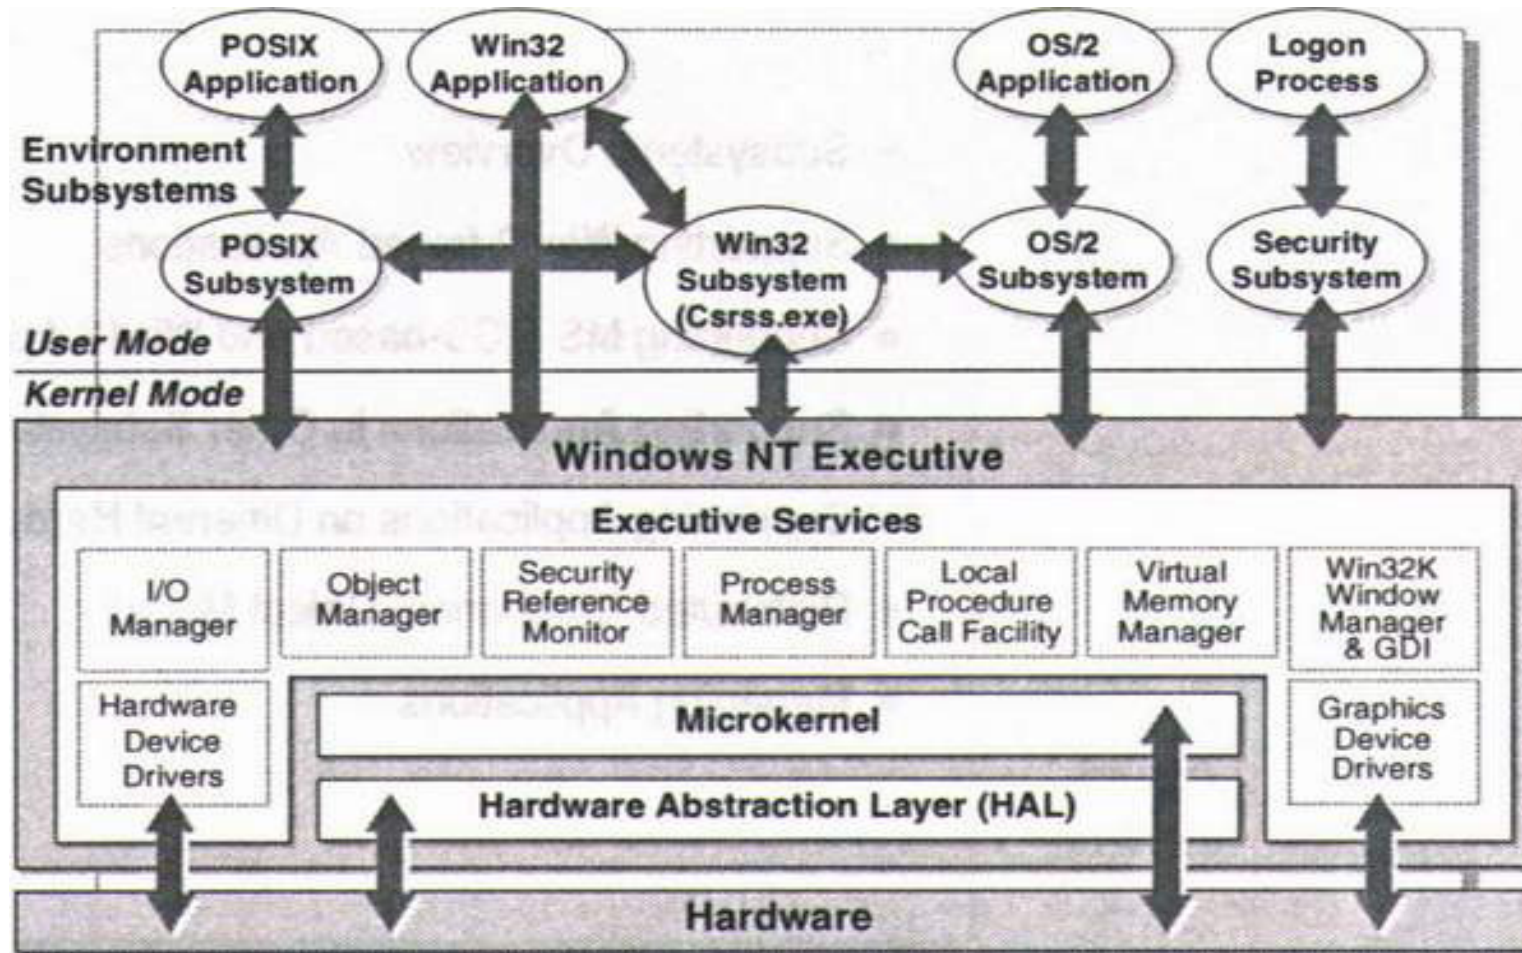 POSIX
Application
Win32
Application
OS/2
Application
Logon
Process
Environment
Subsystems
POSIX
Subsystem
Win32
Subsystem
(Csrss.exe)
OS/2
Subsystem
Security
Subsystem
User Mode
Kernel Mode
Windows NT Executive
Executive Services
I/O
Manager
Object
Manager
Security
Reference
Monitor
Process
Manager
Local
Procedure
Call Facility
Virtual
Memory
Manager
Win32K
Window
Manager
& GDI
Hardware
Device
Drivers
Microkernel
Graphics
Device
Drivers
Hardware Abstraction Layer (HAL)
Hardware